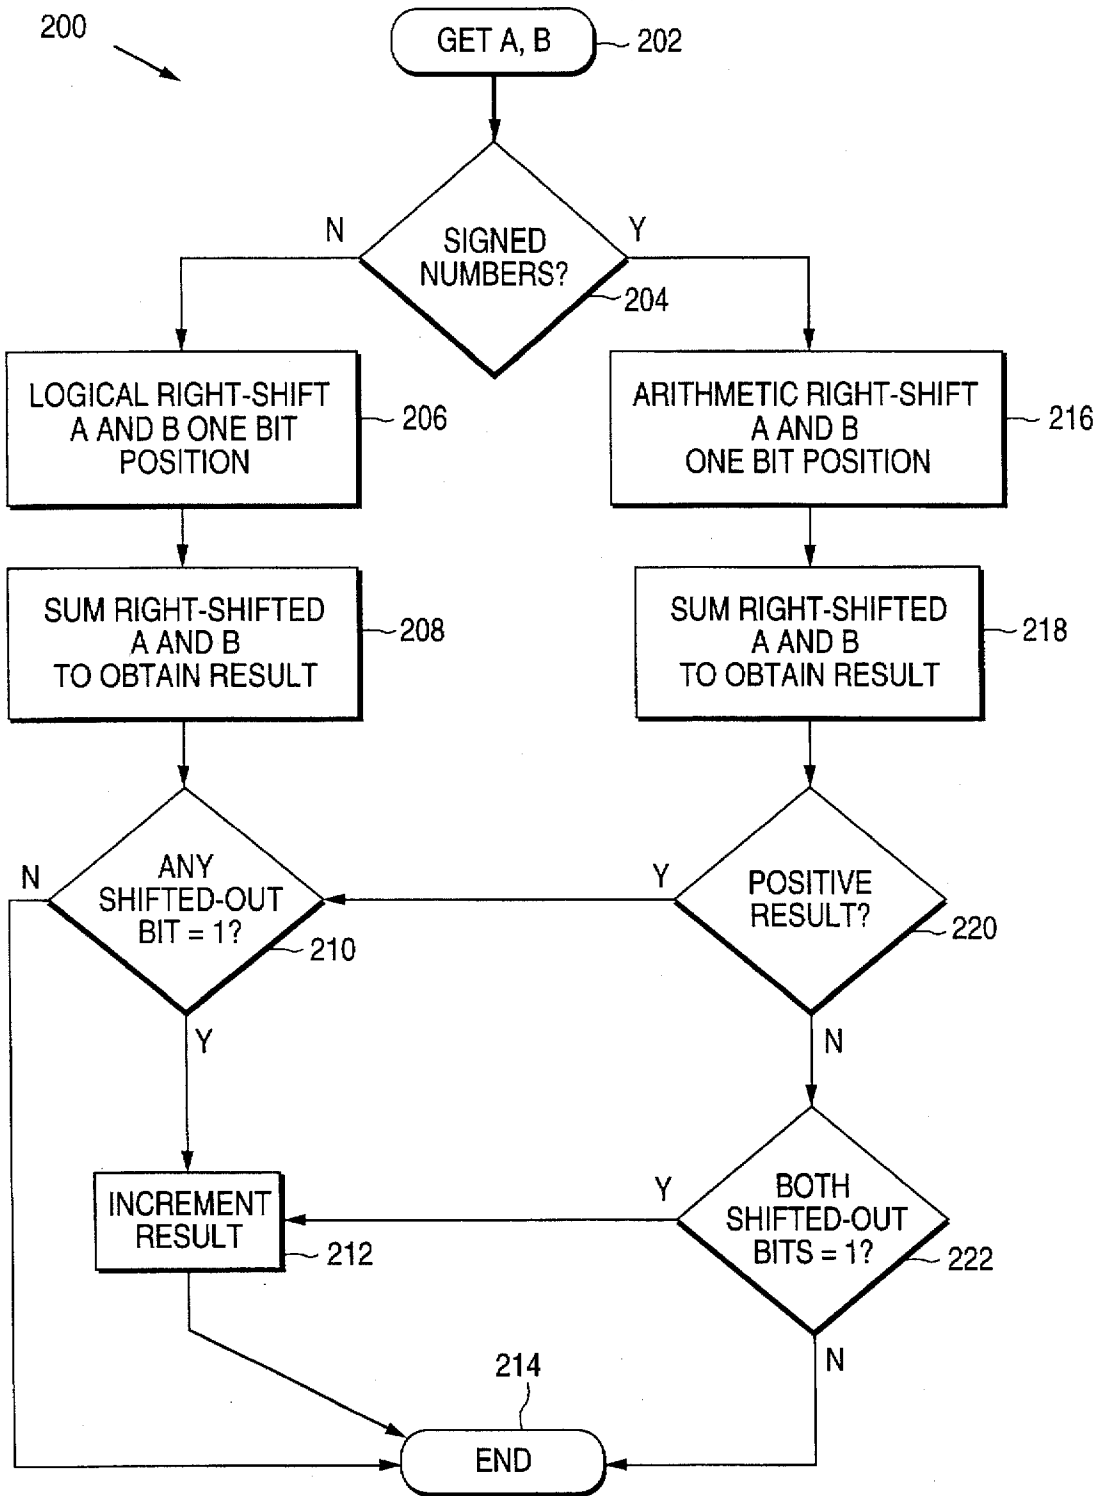 200
GET A, B
202
N
Y
SIGNED
NUMBERS?
204
LOGICAL RIGHT-SHIFT
A AND B ONE BIT
POSITION
206
ARITHMETIC RIGHT-SHIFT
A AND B
ONE BIT POSITION
216
SUM RIGHT-SHIFTED
A AND B
TO OBTAIN RESULT
208
SUM RIGHT-SHIFTED
A AND B
TO OBTAIN RESULT
218
N
ANY
SHIFTED-OUT
BIT = 1?
210
Y
Y
POSITIVE
RESULT?
220
N
INCREMENT
RESULT
212
Y
BOTH
SHIFTED-OUT
BITS = 1?
222
N
214
END